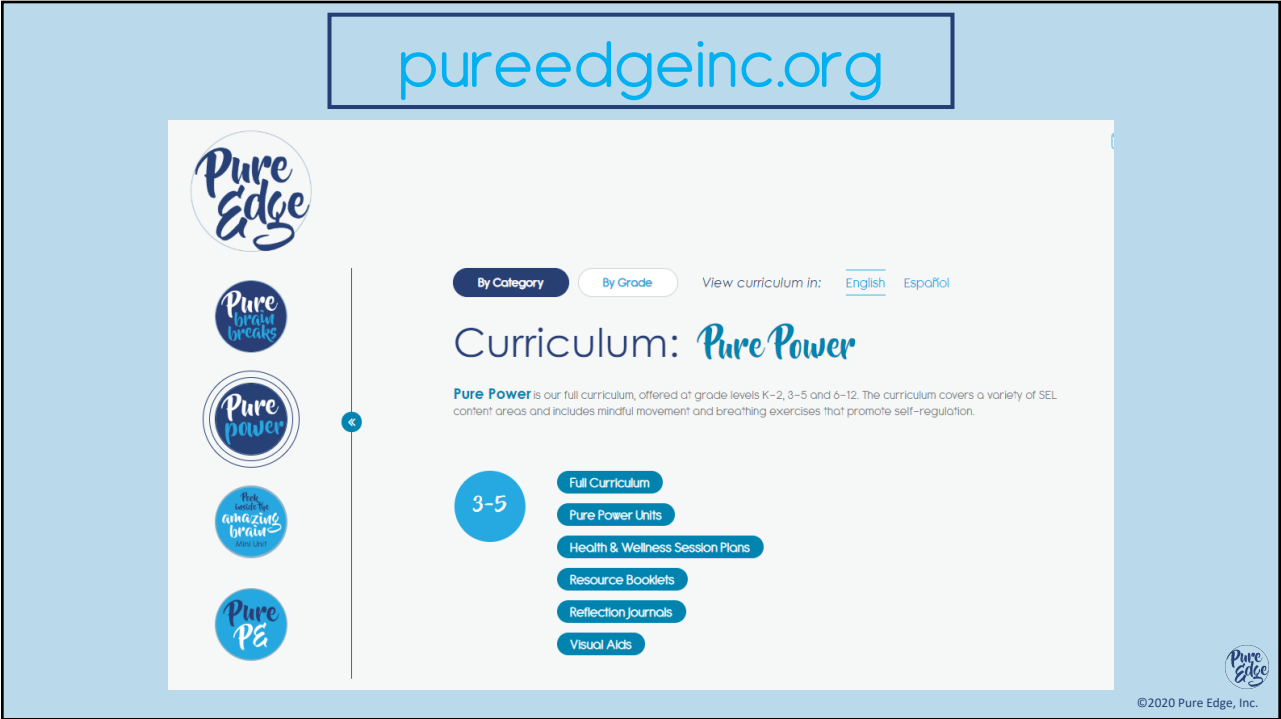 pureedgeinc.org
Pure
Edge
Pure
brain
breaks
Pure
power
Peek
inside the
amazing
brain
Mini Unit
Pure
PE
«
By Category By Grade View curriculum in: English Español
Curriculum: Pure Power
Pure Power is our full curriculum, offered at grade levels K-2, 3-5 and 6-12. The curriculum covers a variety of SEL
content areas and includes mindful movement and breathing exercises that promote self-regulation.
3-5
Full Curriculum
Pure Power Units
Health & Wellness Session Plans
Resource Booklets
Reflection Journals
Visual Aids
Pure
Edge
©2020 Pure Edge, Inc.